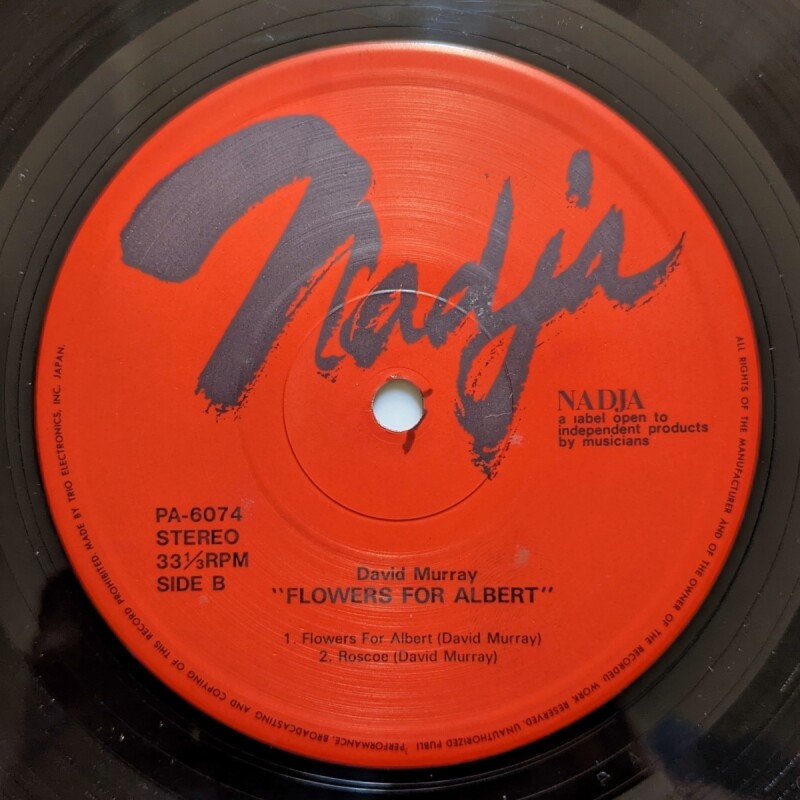 Nadja
NADJA
a label open to
independent products
by musicians
PA-6074
STEREO
33⅓RPM
SIDE B
David Murray
"FLOWERS FOR ALBERT"
1. Flowers For Albert (David Murray)
2. Roscoe (David Murray)
ALL RIGHTS OF THE MANUFACTURER AND OF THE OWNER OF THE RECORDED WORK RESERVED. UNAUTHORIZED PUBLIC PERFORMANCE, BROADCASTING AND COPYING OF THIS RECORD PROHIBITED. MADE BY TRIO ELECTRONICS, INC. JAPAN.